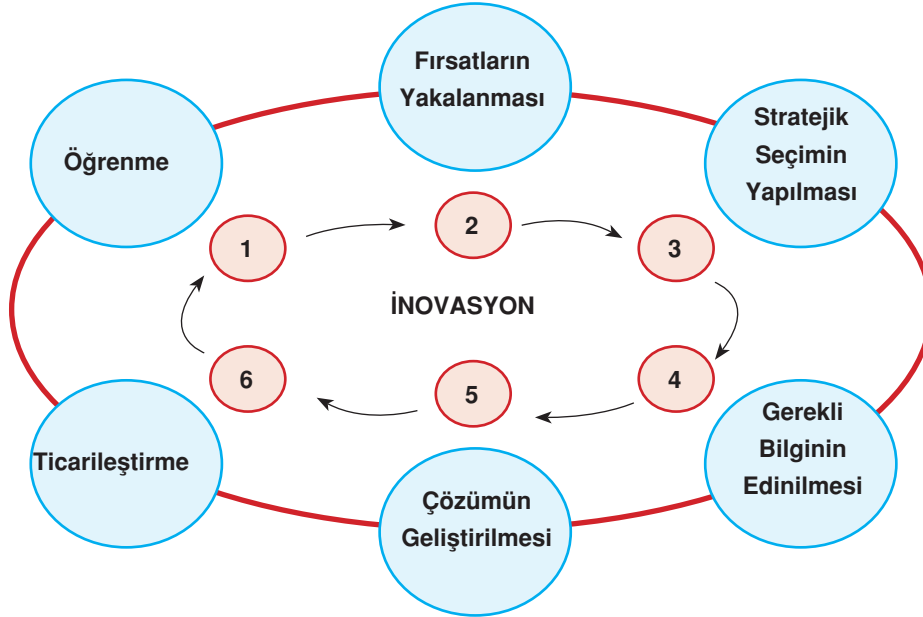 Fırsatların
Yakalanması
Stratejik
Seçimin
Yapılması
Öğrenme
1
2
3
İNOVASYON
6
5
4
Ticarileştirme
Çözümün
Geliştirilmesi
Gerekli
Bilginin
Edinilmesi